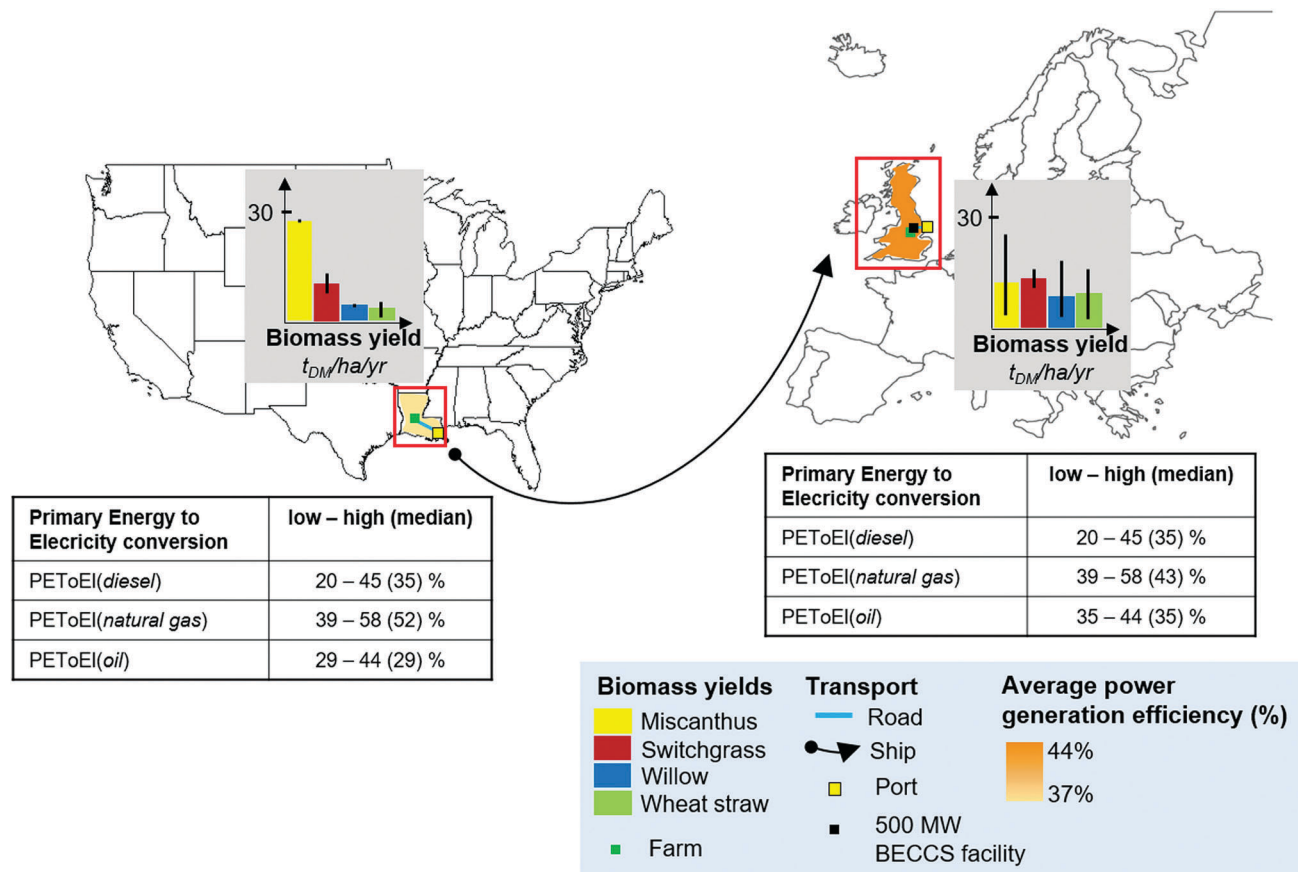 30
Biomass yield
tDM/ha/yr
30
Biomass yield
tDM/ha/yr
Primary Energy to
Elecricity conversion
low – high (median)
PEToEl(diesel)
20 – 45 (35) %
PEToEl(natural gas)
39 – 58 (52) %
PEToEl(oil)
29 – 44 (29) %
Primary Energy to
Elecricity conversion
low – high (median)
PEToEl(diesel)
20 – 45 (35) %
PEToEl(natural gas)
39 – 58 (43) %
PEToEl(oil)
35 – 44 (35) %
Biomass yields
Miscanthus
Switchgrass
Willow
Wheat straw
Farm
Transport
Road
Ship
Port
500 MW
BECCS facility
Average power
generation efficiency (%)
44%
37%